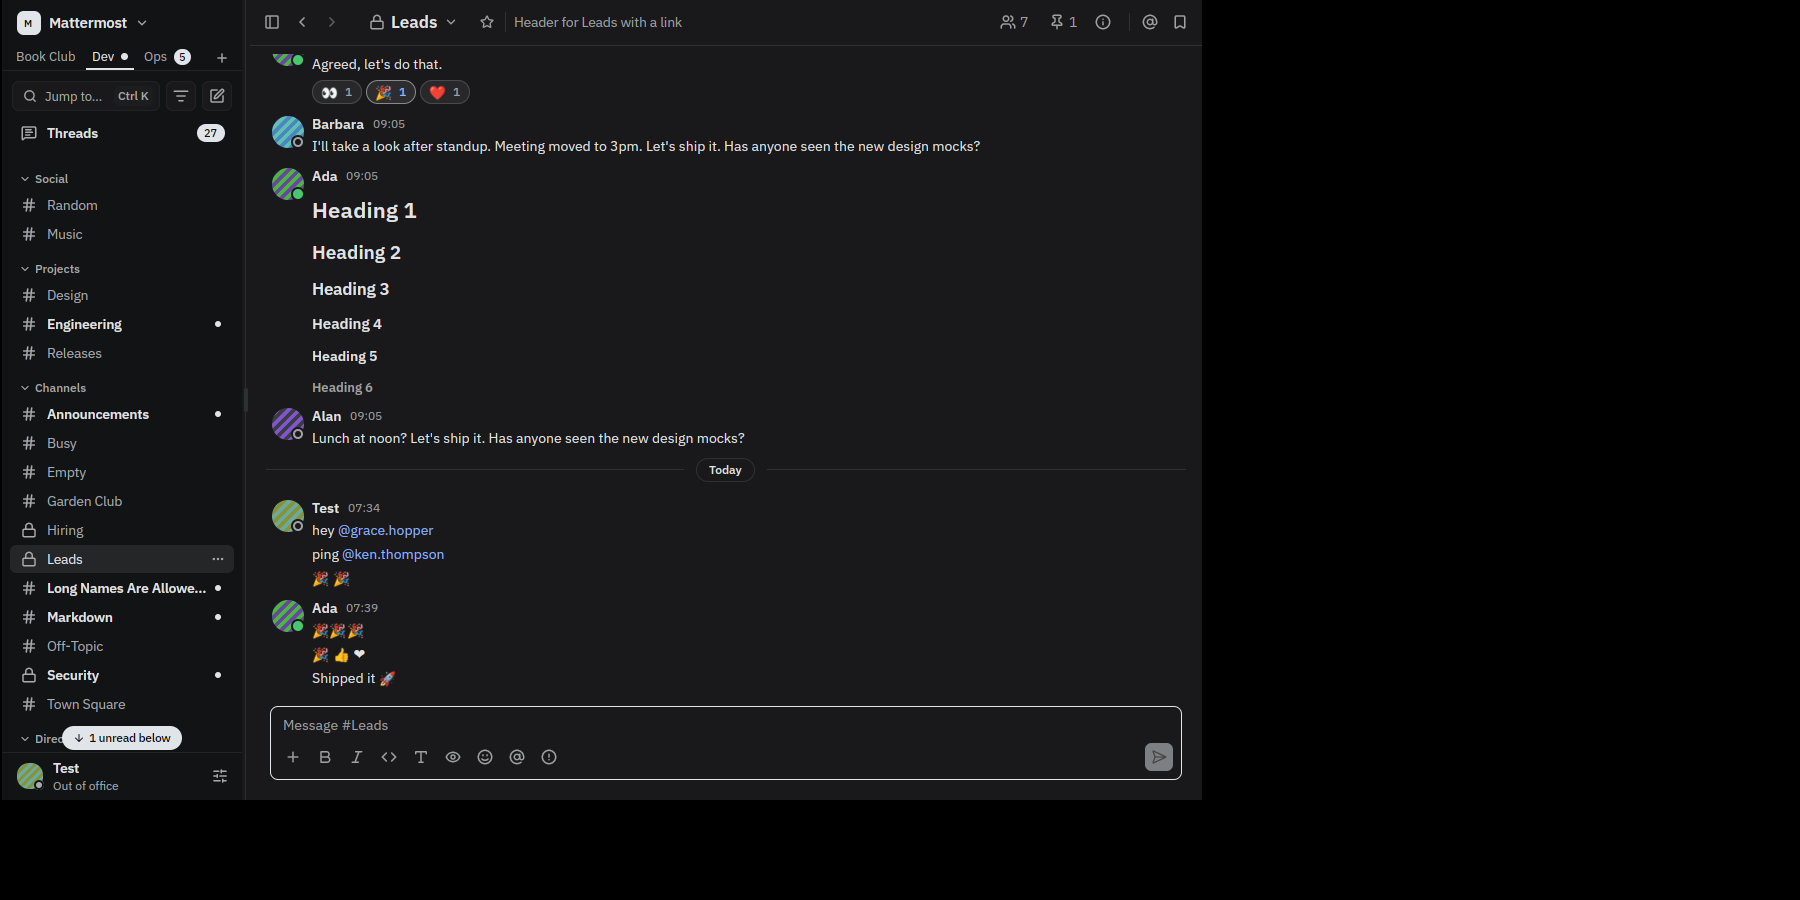 M Mattermost
Book Club Dev Ops 5
Jump to... Ctrl K
Threads 27
Social
Random
Music
Projects
Design
Engineering
Releases
Channels
Announcements
Busy
Empty
Garden Club
Hiring
Leads
Long Names Are Allowe...
Markdown
Off-Topic
Security
Town Square
Direc
1 unread below
Test
Out of office
Leads Header for Leads with a link 7 1
Agreed, let's do that.
👀 1 🎉 1 ❤️ 1
Barbara 09:05
I'll take a look after standup. Meeting moved to 3pm. Let's ship it. Has anyone seen the new design mocks?
Ada 09:05
Heading 1
Heading 2
Heading 3
Heading 4
Heading 5
Heading 6
Alan 09:05
Lunch at noon? Let's ship it. Has anyone seen the new design mocks?
Today
Test 07:34
hey @grace.hopper
ping @ken.thompson
🎉 🎉
Ada 07:39
🎉🎉🎉
🎉 👍 ❤
Shipped it 🚀
Message #Leads